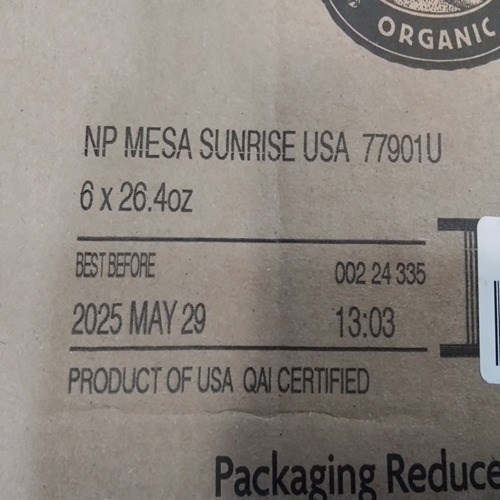 ORGANIC
NP MESA SUNRISE USA 77901U
6 x 26.4oz
BEST BEFORE 002 24 335
2025 MAY 29 13:03
PRODUCT OF USA QAI CERTIFIED
Packaging Reduce